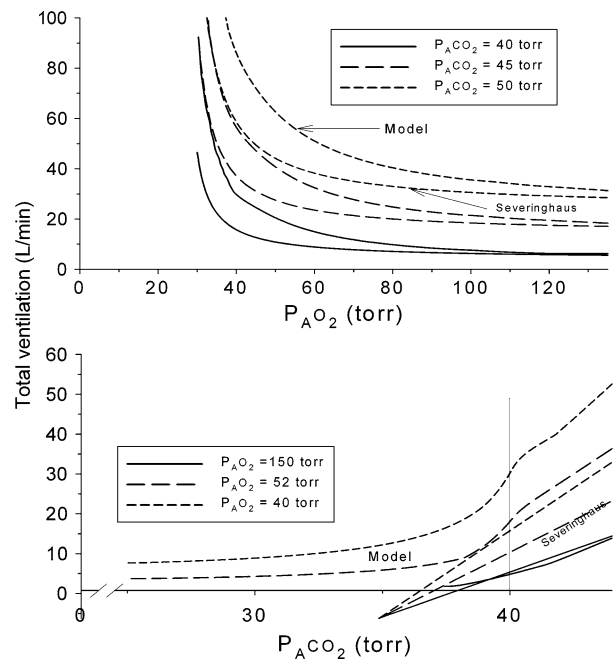 Total ventilation (L/min)
100
80
60
40
20
0
0 20 40 60 80 100 120
P_AO_2 (torr)
P_ACO_2 = 40 torr
P_ACO_2 = 45 torr
P_ACO_2 = 50 torr
Model
Severinghaus
60
50
40
30
20
10
0
0 30 40
P_ACO_2 (torr)
P_AO_2 =150 torr
P_AO_2 = 52 torr
P_AO_2 = 40 torr
Model
Severinghaus